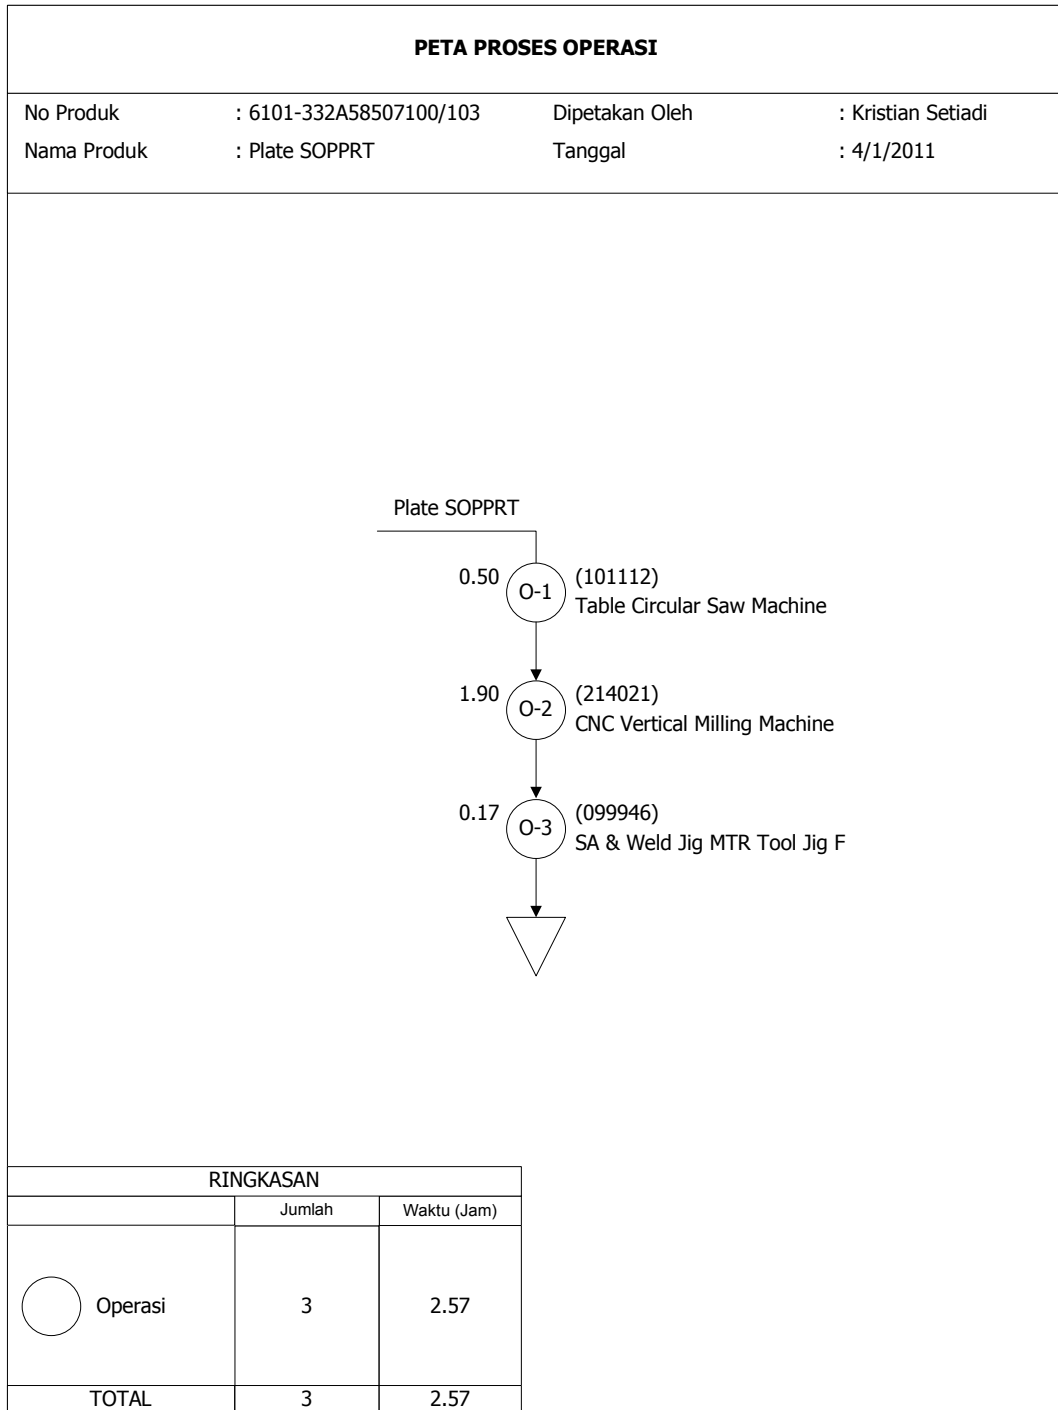 PETA PROSES OPERASI
No Produk : 6101-332A58507100/103 Dipetakan Oleh : Kristian Setiadi
Nama Produk : Plate SOPPRT Tanggal : 4/1/2011
Plate SOPPRT
0.50 O-1 (101112)
Table Circular Saw Machine
1.90 O-2 (214021)
CNC Vertical Milling Machine
0.17 O-3 (099946)
SA & Weld Jig MTR Tool Jig F
RINGKASAN
Jumlah Waktu (Jam)
Operasi 3 2.57
TOTAL 3 2.57